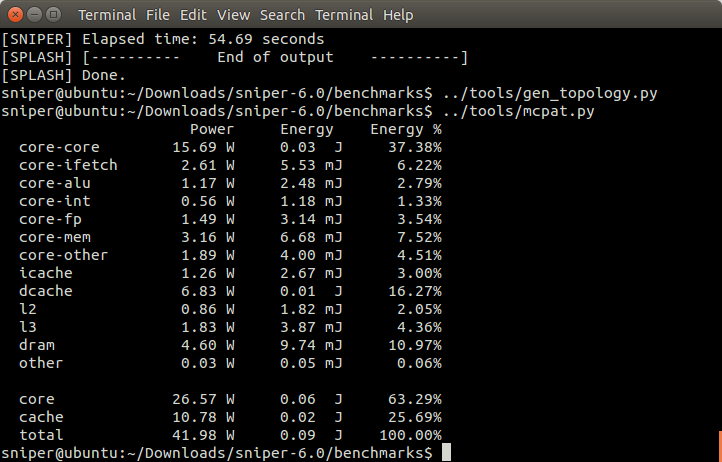 Terminal File Edit View Search Terminal Help
[SNIPER] Elapsed time: 54.69 seconds
[SPLASH] [----------    End of output    ----------]
[SPLASH] Done.
sniper@ubuntu:~/Downloads/sniper-6.0/benchmarks$ ../tools/gen_topology.py
sniper@ubuntu:~/Downloads/sniper-6.0/benchmarks$ ../tools/mcpat.py
                     Power     Energy    Energy %
  core-core        15.69 W     0.03  J     37.38%
  core-ifetch       2.61 W     5.53 mJ      6.22%
  core-alu          1.17 W     2.48 mJ      2.79%
  core-int          0.56 W     1.18 mJ      1.33%
  core-fp           1.49 W     3.14 mJ      3.54%
  core-mem          3.16 W     6.68 mJ      7.52%
  core-other        1.89 W     4.00 mJ      4.51%
  icache            1.26 W     2.67 mJ      3.00%
  dcache            6.83 W     0.01  J     16.27%
  l2                0.86 W     1.82 mJ      2.05%
  l3                1.83 W     3.87 mJ      4.36%
  dram              4.60 W     9.74 mJ     10.97%
  other             0.03 W     0.05 mJ      0.06%

  core             26.57 W     0.06  J     63.29%
  cache            10.78 W     0.02  J     25.69%
  total            41.98 W     0.09  J    100.00%
sniper@ubuntu:~/Downloads/sniper-6.0/benchmarks$